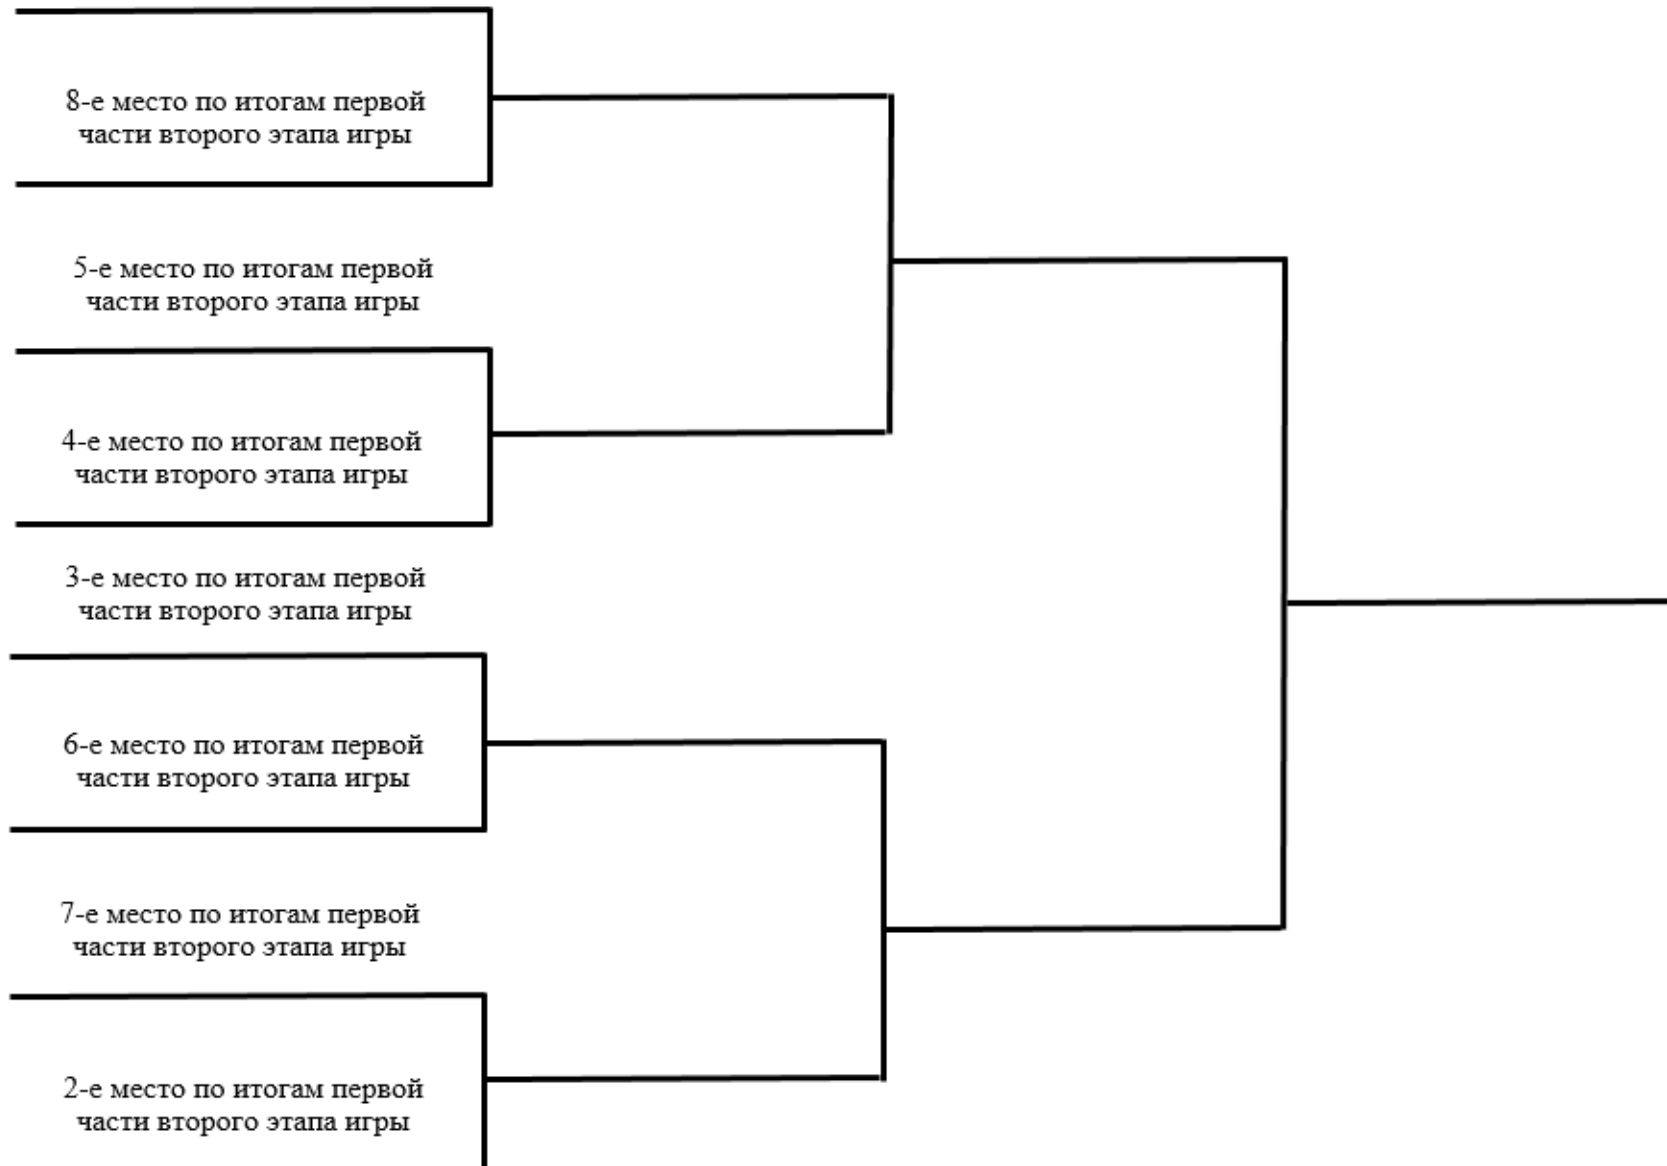 8-е место по итогам первой
части второго этапа игры
5-е место по итогам первой
части второго этапа игры
4-е место по итогам первой
части второго этапа игры
3-е место по итогам первой
части второго этапа игры
6-е место по итогам первой
части второго этапа игры
7-е место по итогам первой
части второго этапа игры
2-е место по итогам первой
части второго этапа игры